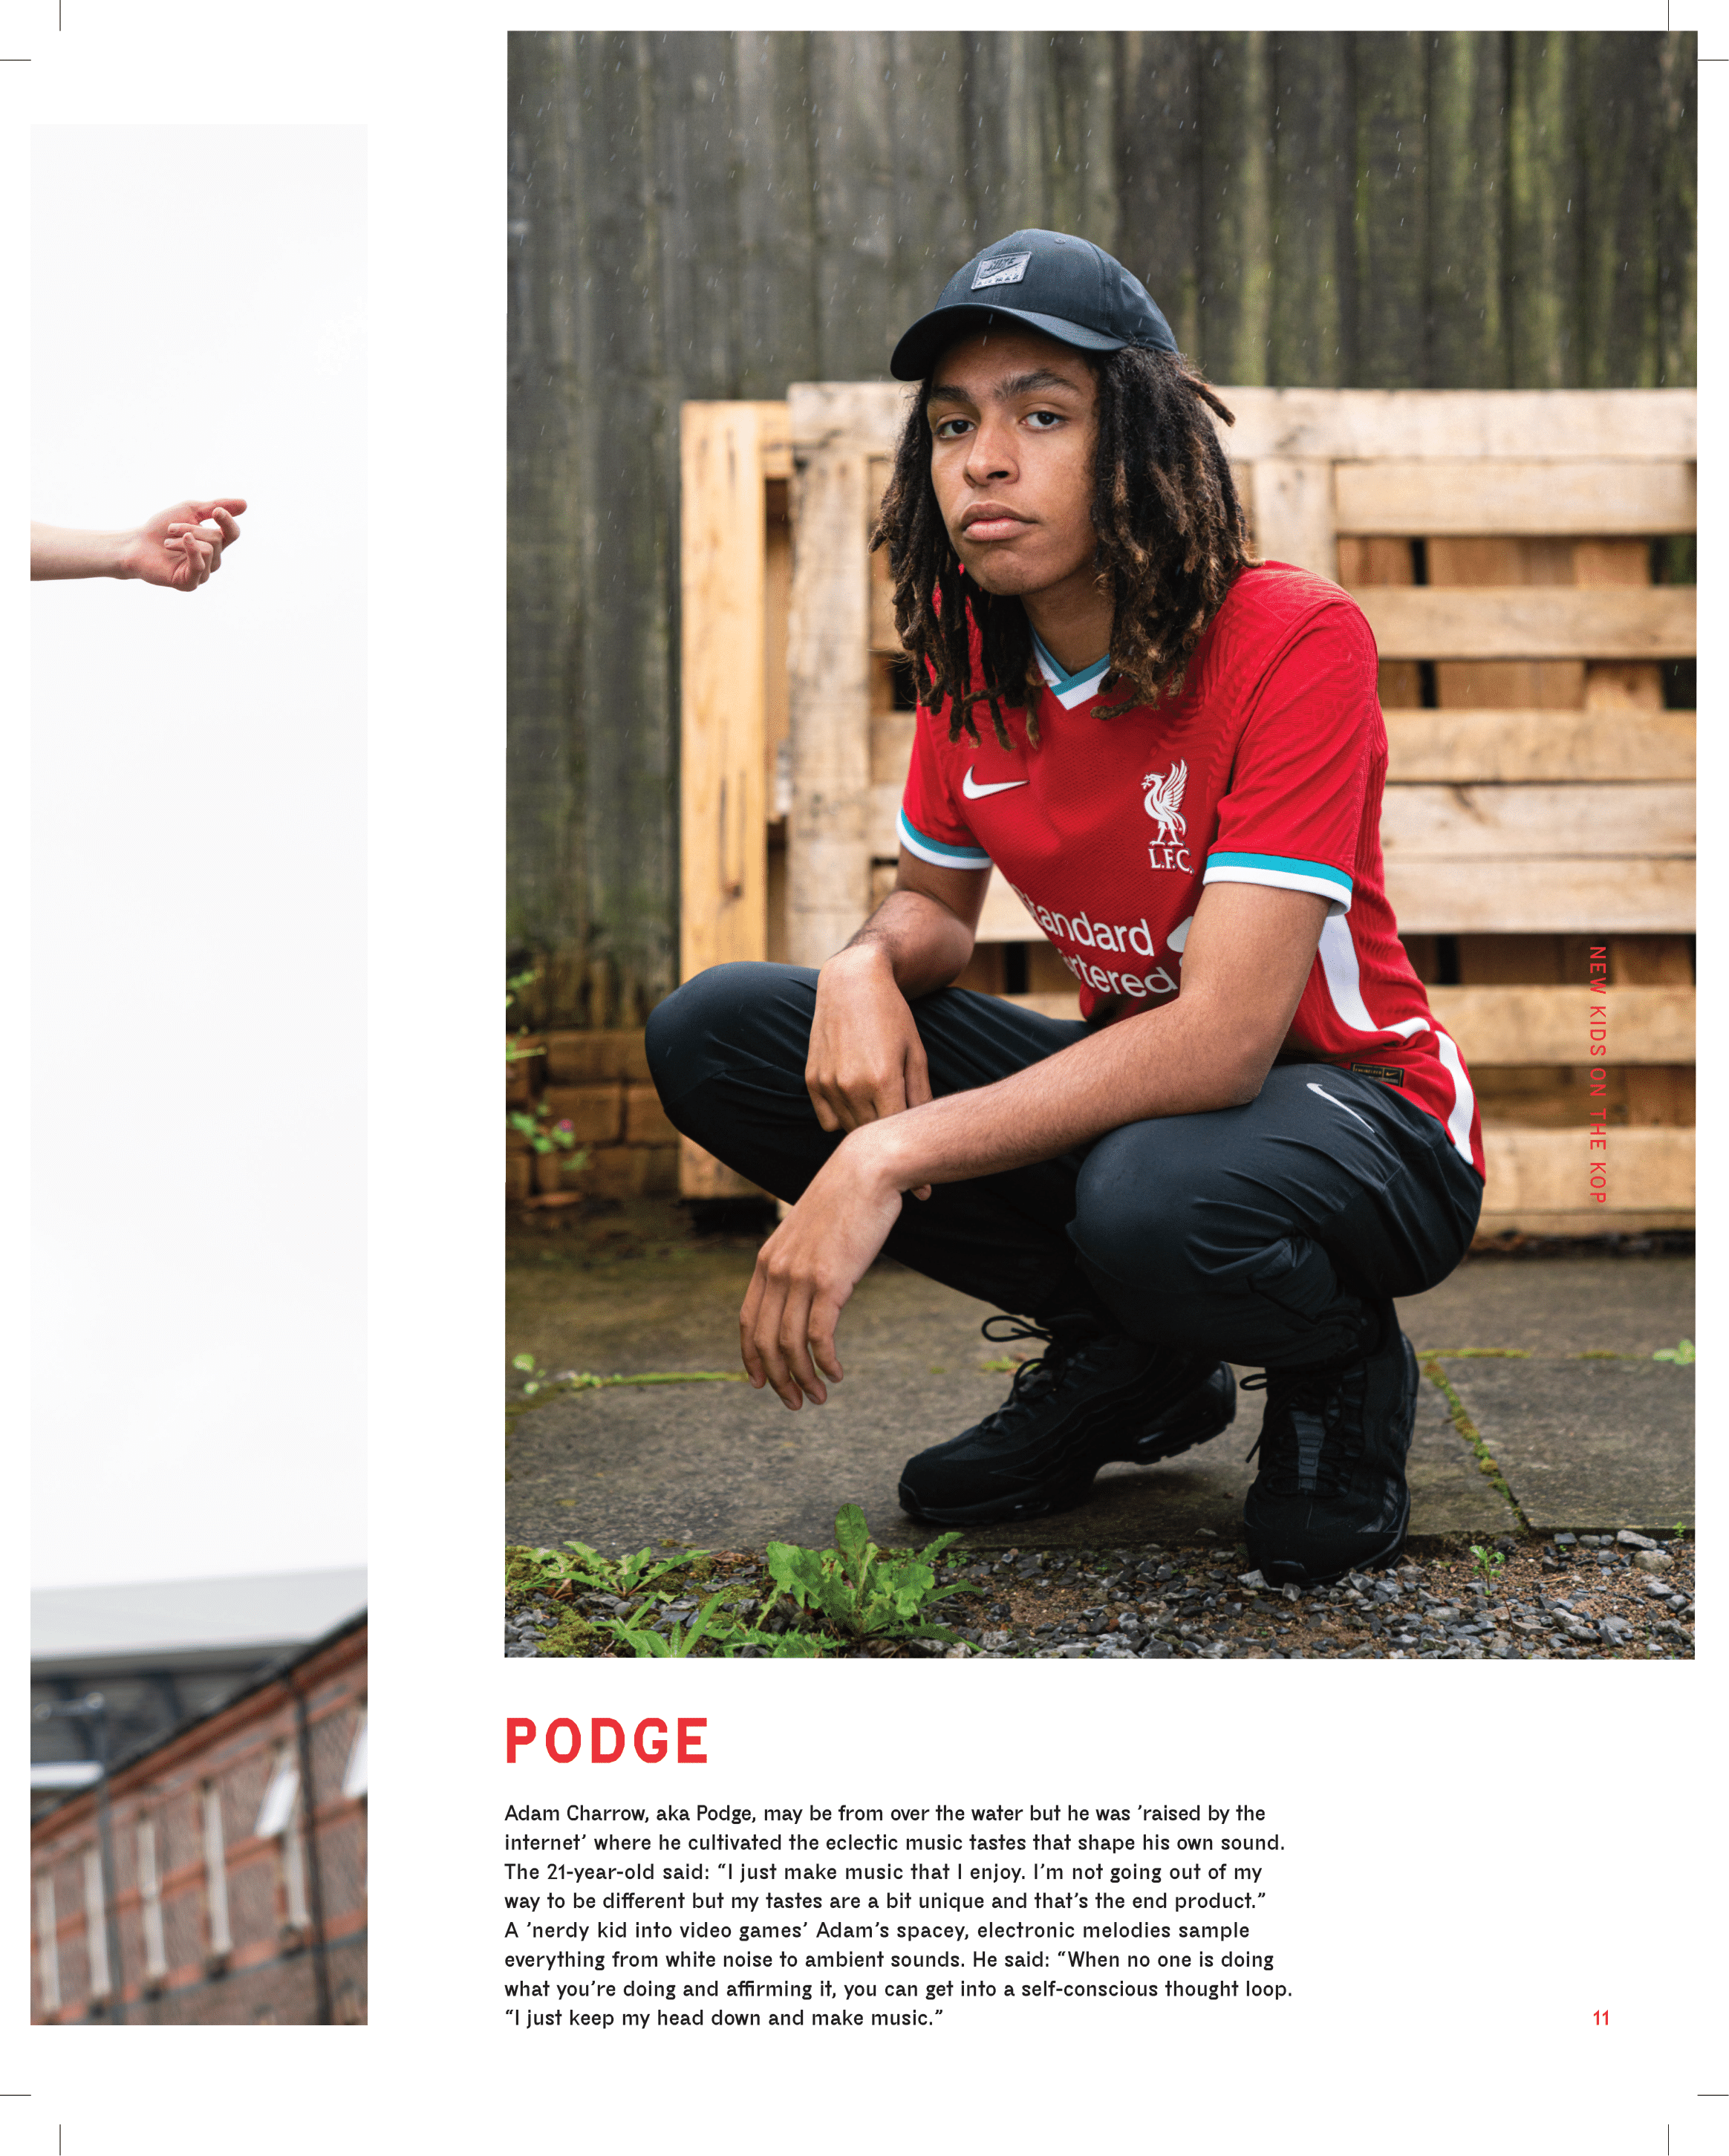 L.F.C.
tandard
rtered
NEW KIDS ON THE KOP
PODGE
Adam Charrow, aka Podge, may be from over the water but he was ’raised by the
internet’ where he cultivated the eclectic music tastes that shape his own sound.
The 21-year-old said: “I just make music that I enjoy. I’m not going out of my
way to be different but my tastes are a bit unique and that’s the end product.”
A ’nerdy kid into video games’ Adam’s spacey, electronic melodies sample
everything from white noise to ambient sounds. He said: “When no one is doing
what you’re doing and affirming it, you can get into a self-conscious thought loop.
“I just keep my head down and make music.”
11